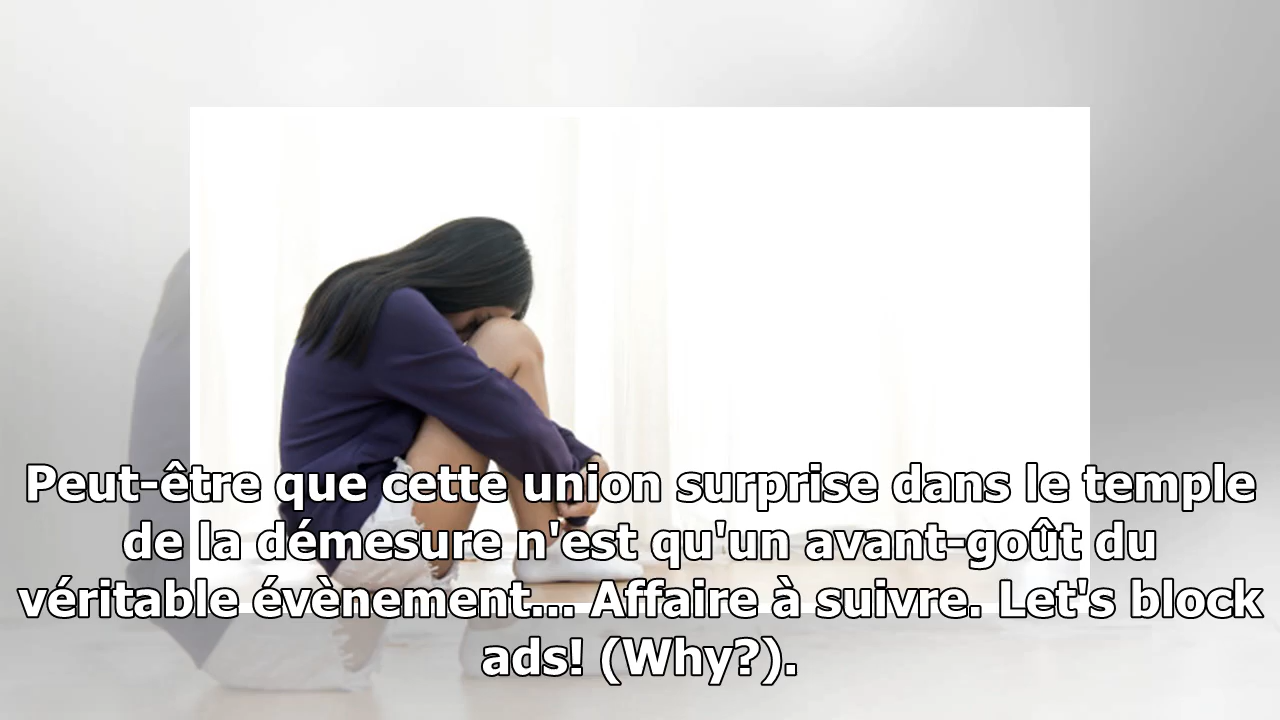 Peut-être que cette union surprise dans le temple
de la démesure n'est qu'un avant-goût du
véritable évènement... Affaire à suivre. Let's block
ads! (Why?).